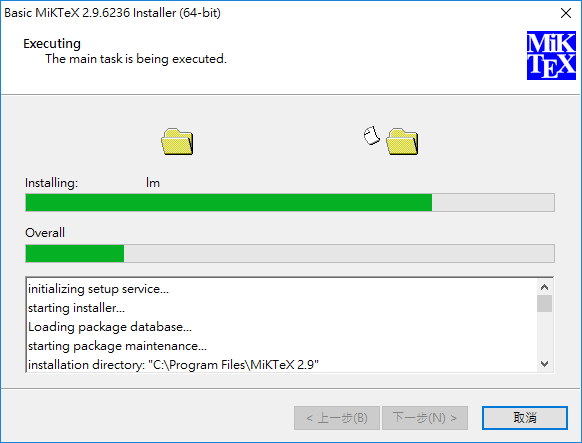 Basic MiKTeX 2.9.6236 Installer (64-bit)
Executing
The main task is being executed.
MiK
TEX
Installing: lm
Overall
initializing setup service...
starting installer...
Loading package database...
starting package maintenance...
installation directory: "C:\Program Files\MiKTeX 2.9"
< 上一步(B) 下一步(N) > 取消